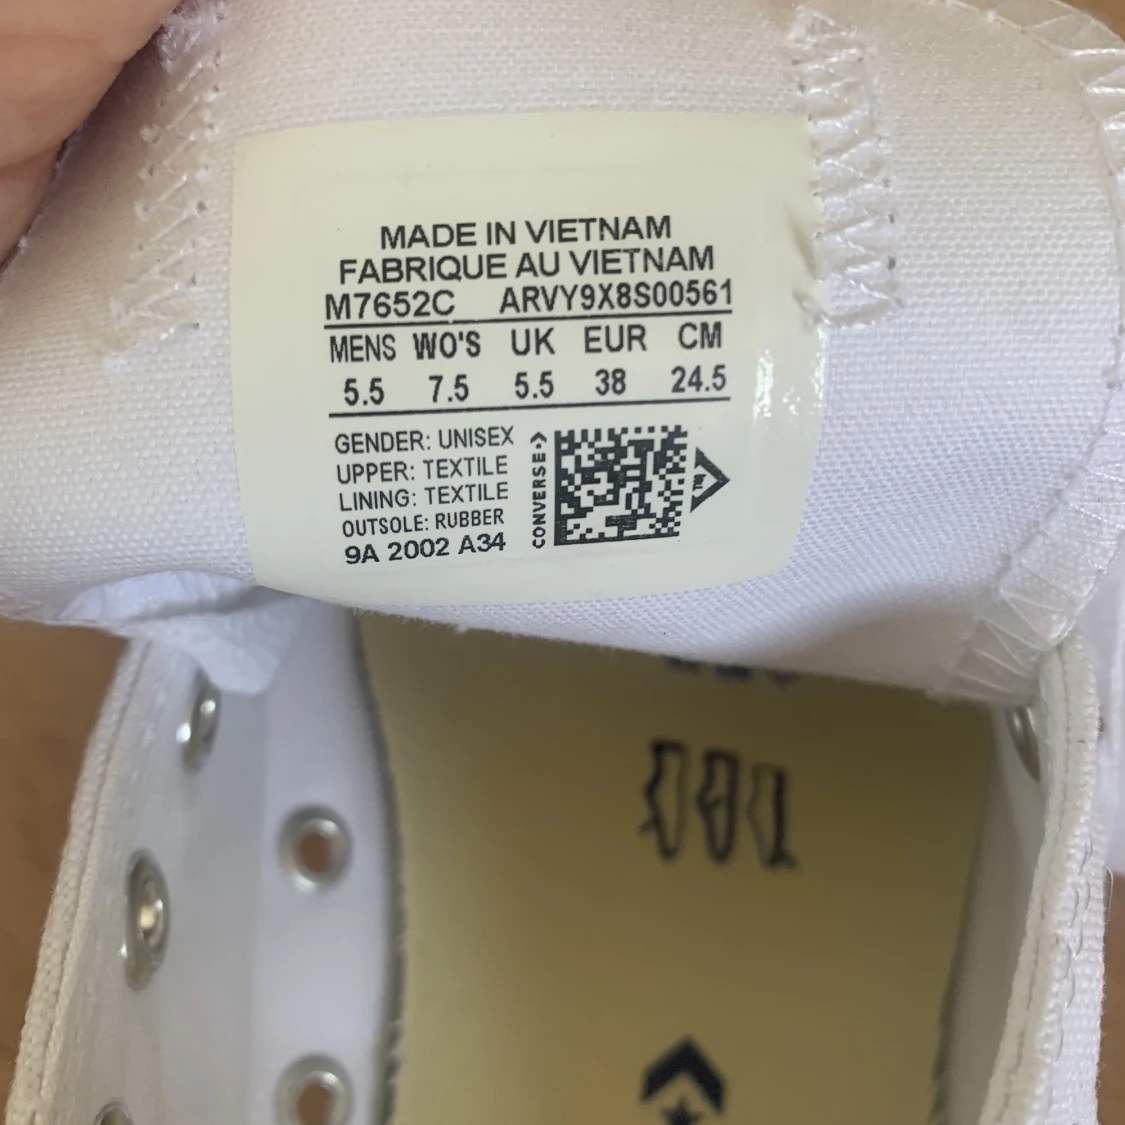 MADE IN VIETNAM
FABRIQUE AU VIETNAM
M7652C ARVY9X8S00561
MENS WO'S UK EUR CM
5.5 7.5 5.5 38 24.5
GENDER: UNISEX
UPPER: TEXTILE
LINING: TEXTILE
OUTSOLE: RUBBER
9A 2002 A34
CONVERSE
TM